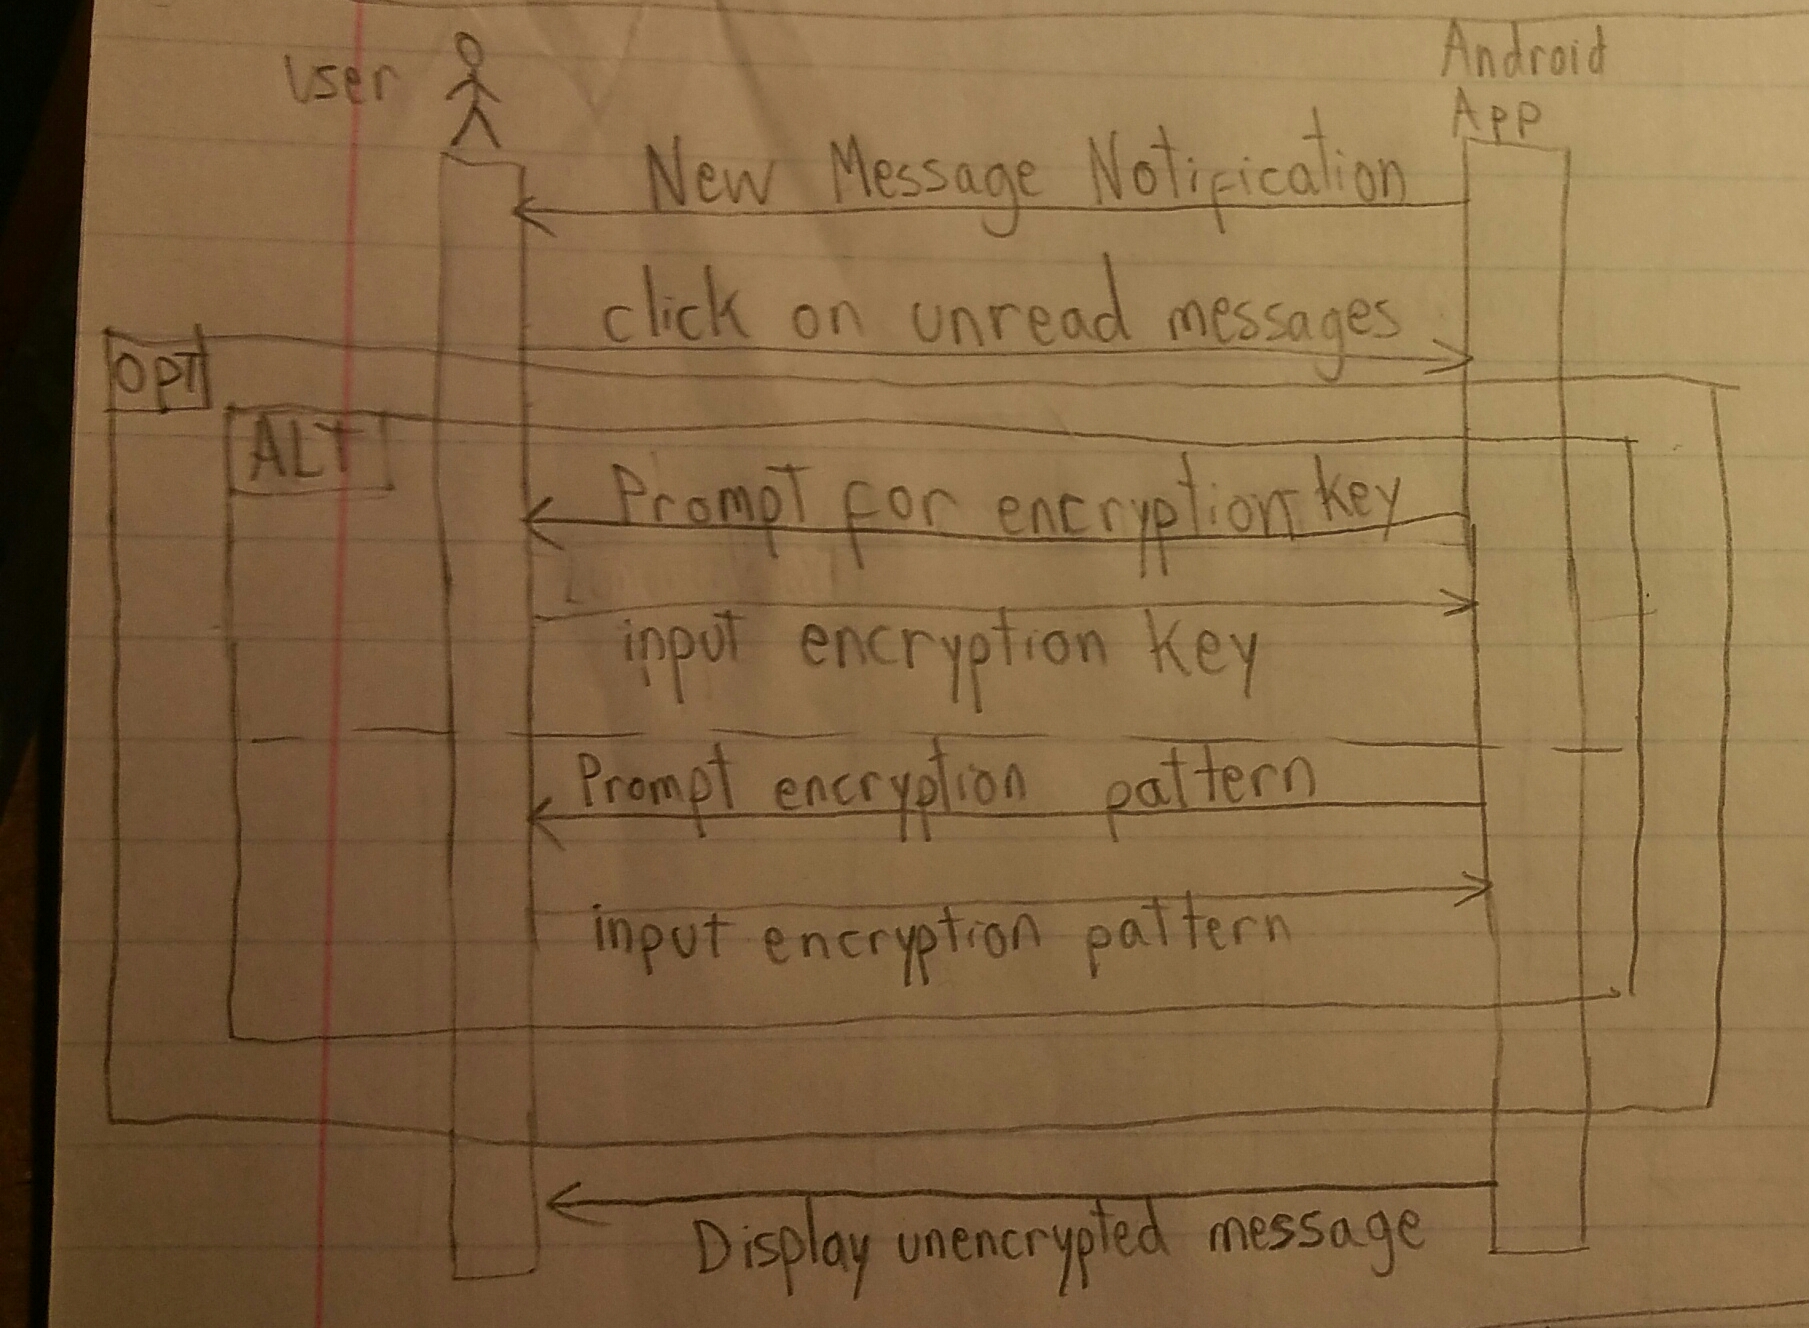 User
Android
App
New Message Notification
click on unread messages
OPT
ALT
Prompt for encryption key
input encryption key
Prompt encryption pattern
input encryption pattern
Display unencrypted message